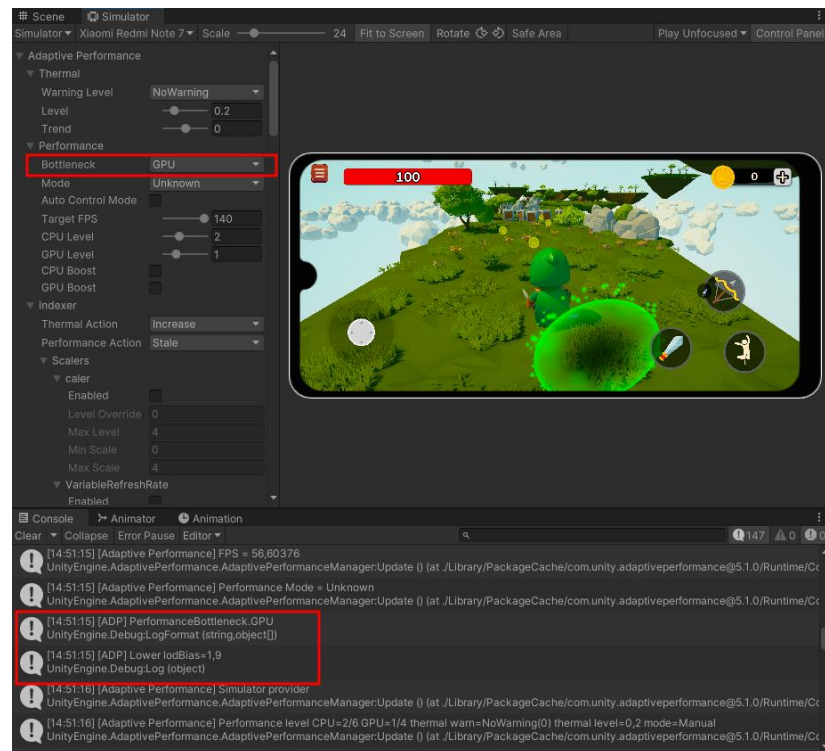 Scene Simulator
Simulator Xiaomi Redmi Note 7 Scale 24 Fit to Screen Rotate Safe Area Play Unfocused Control Panel
Adaptive Performance
Thermal
Warning Level NoWarning
Level 0.2
Trend 0
Performance
Bottleneck GPU
Mode Unknown
Auto Control Mode
Target FPS 140
CPU Level 2
GPU Level 1
CPU Boost
GPU Boost
Indexer
Thermal Action Increase
Performance Action Stale
Scalers
caler
Enabled
Level Override 0
Max Level 4
Min Scale 0
Max Scale 4
VariableRefreshRate
Enabled
100
0
Console Animator Animation
Clear Collapse Error Pause Editor 147 0 0
[14:51:15] [Adaptive Performance] FPS = 56,60376
UnityEngine.AdaptivePerformance.AdaptivePerformanceManager:Update () (at ./Library/PackageCache/com.unity.adaptiveperformance@5.1.0/Runtime/Cc
[14:51:15] [Adaptive Performance] Performance Mode = Unknown
UnityEngine.AdaptivePerformance.AdaptivePerformanceManager:Update () (at ./Library/PackageCache/com.unity.adaptiveperformance@5.1.0/Runtime/Cc
[14:51:15] [ADP] PerformanceBottleneck.GPU
UnityEngine.Debug:LogFormat (string,object[])
[14:51:15] [ADP] Lower lodBias=1,9
UnityEngine.Debug:Log (object)
[14:51:16] [Adaptive Performance] Simulator provider
UnityEngine.AdaptivePerformance.AdaptivePerformanceManager:Update () (at ./Library/PackageCache/com.unity.adaptiveperformance@5.1.0/Runtime/Cc
[14:51:16] [Adaptive Performance] Performance level CPU=2/6 GPU=1/4 thermal warn=NoWarning(0) thermal level=0,2 mode=Manual
UnityEngine.AdaptivePerformance.AdaptivePerformanceManager:Update () (at ./Library/PackageCache/com.unity.adaptiveperformance@5.1.0/Runtime/Cc